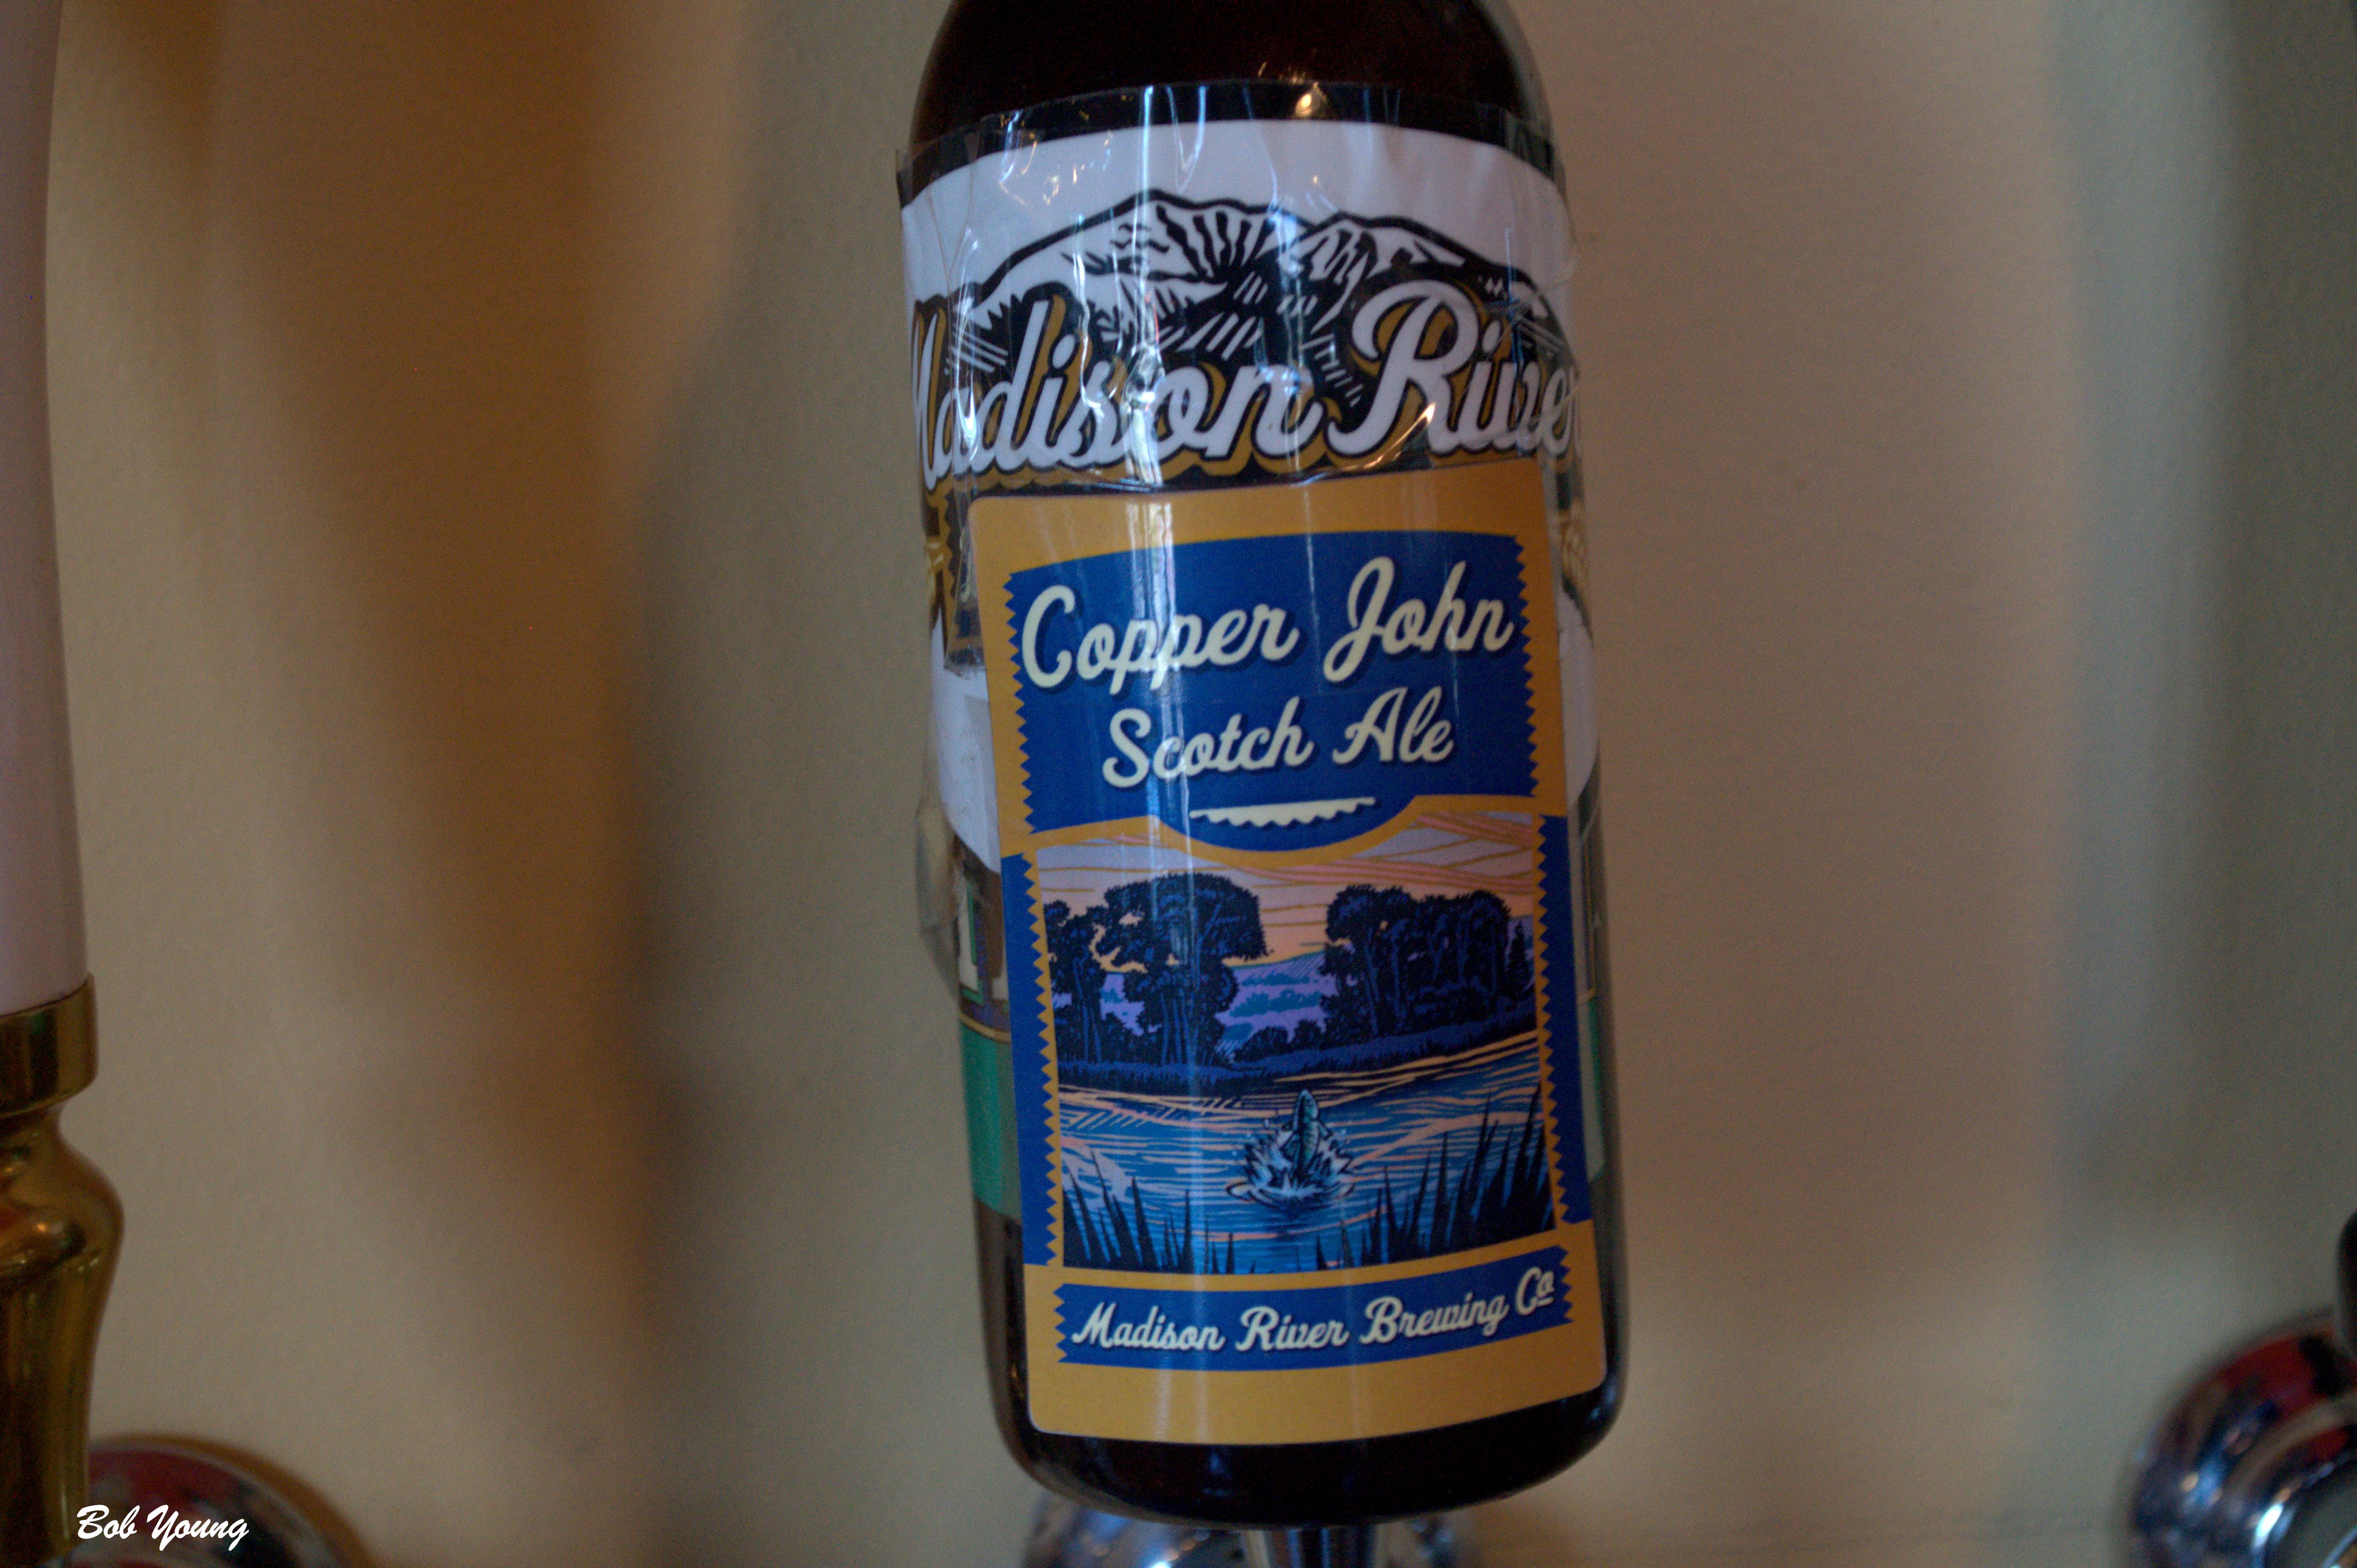 Madison River
Copper John
Scotch Ale
Madison River Brewing Co
Bob Young